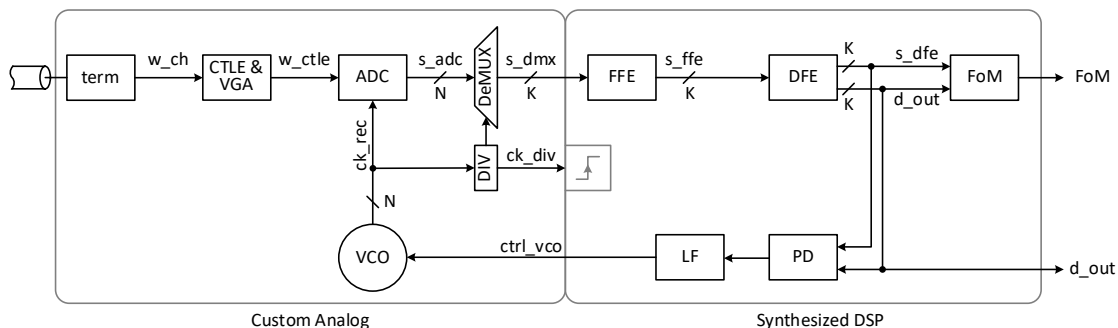 term
w_ch
CTLE &
VGA
w_ctle
ADC
s_adc
N
DeMUX
s_dmx
K
FFE
s_ffe
K
DFE
K
s_dfe
K
d_out
FoM
FoM
ck_rec
DIV
ck_div
N
VCO
ctrl_vco
LF
PD
d_out
Custom Analog
Synthesized DSP